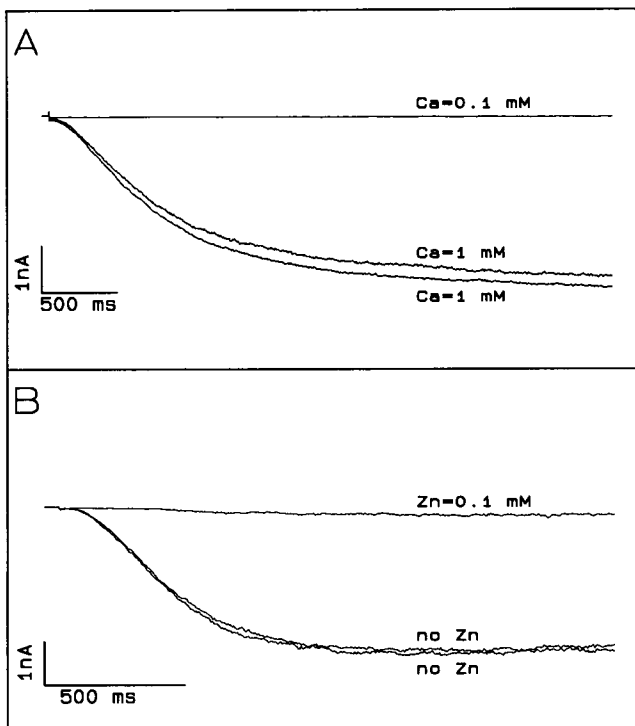 A
Ca=0.1 mM
Ca=1 mM
Ca=1 mM
1nA
500 ms
B
Zn=0.1 mM
no Zn
no Zn
1nA
500 ms